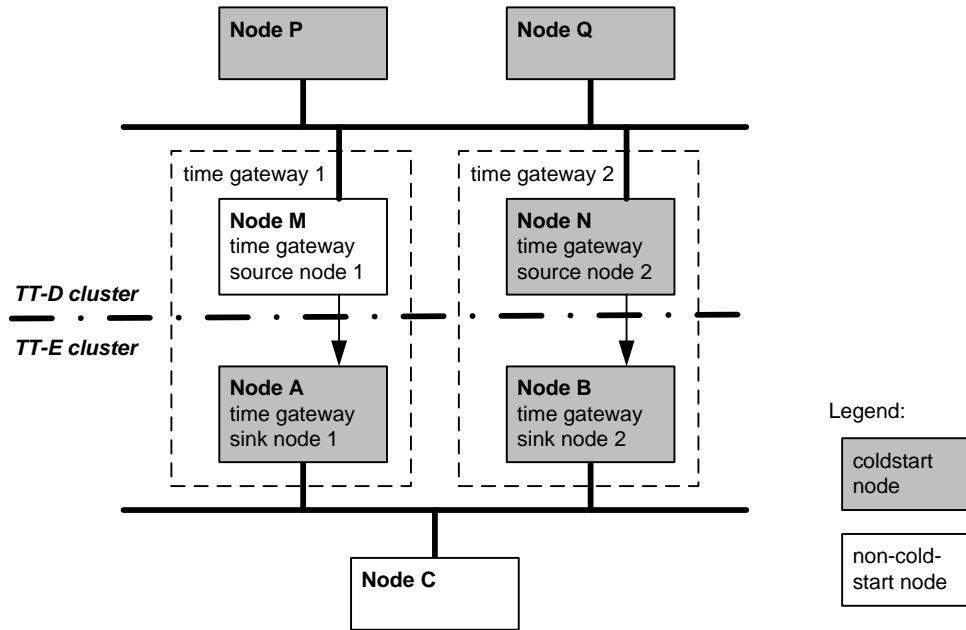 Node P
Node Q
time gateway 1
time gateway 2
Node M
time gateway
source node 1
Node N
time gateway
source node 2
TT-D cluster
TT-E cluster
Node A
time gateway
sink node 1
Node B
time gateway
sink node 2
Legend:
coldstart
node
non-cold-
start node
Node C